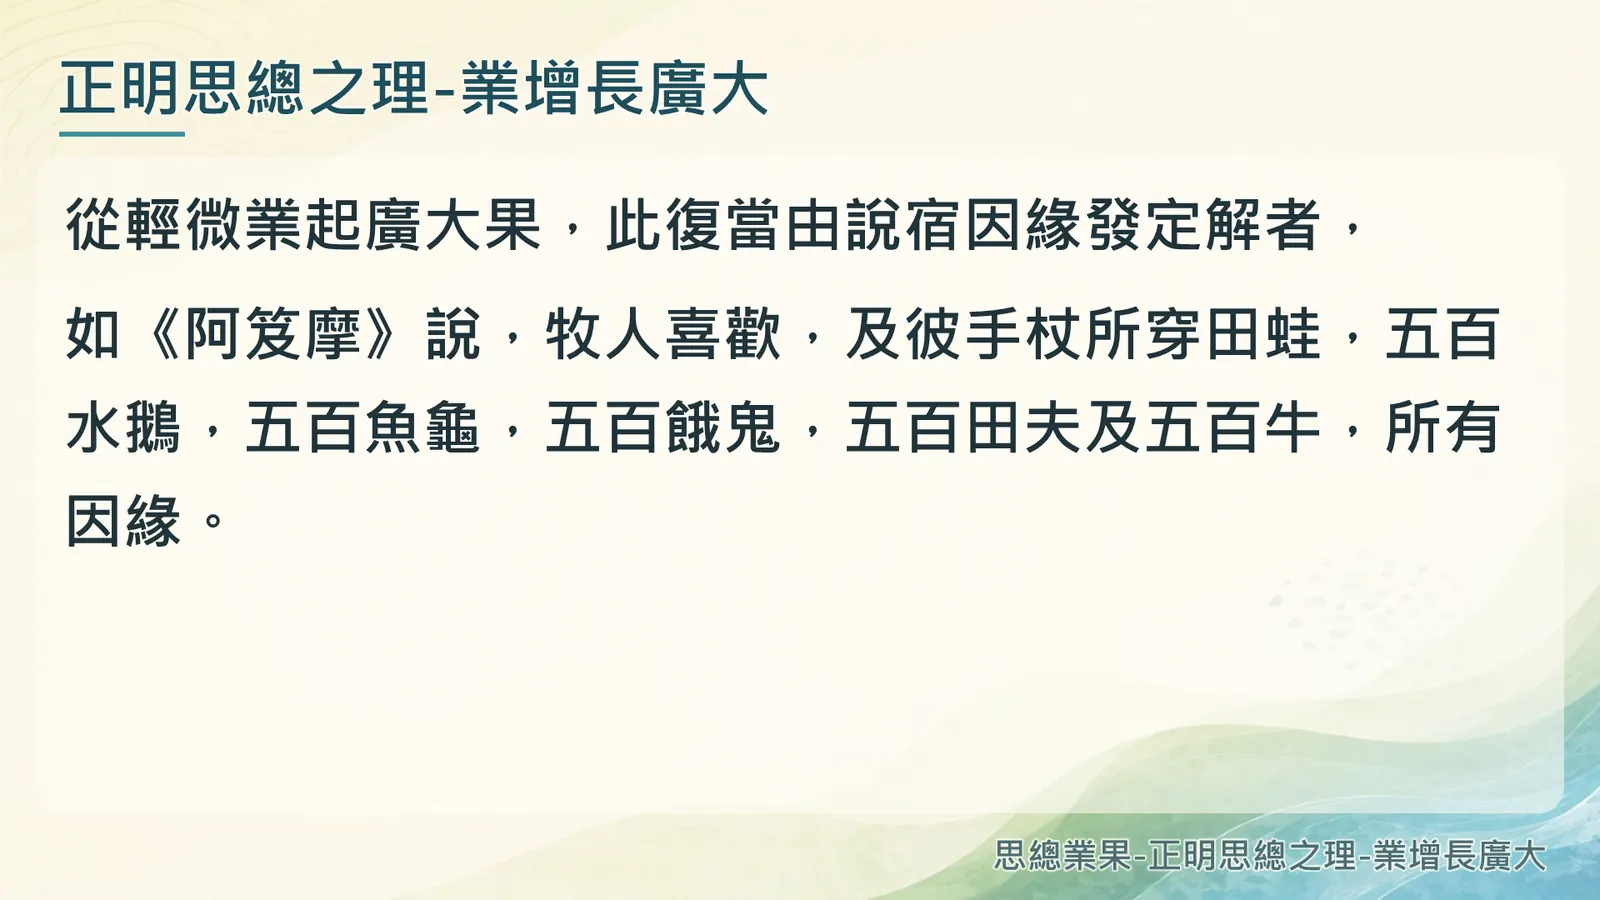 正明思總之理-業增長廣大
從輕微業起廣大果，此復當由說宿因緣發定解者，
如《阿笈摩》說，牧人喜歡，及彼手杖所穿田蛙，五百
水鵝，五百魚龜，五百餓鬼，五百田夫及五百牛，所有
因緣。
思總業果-正明思總之理-業增長廣大